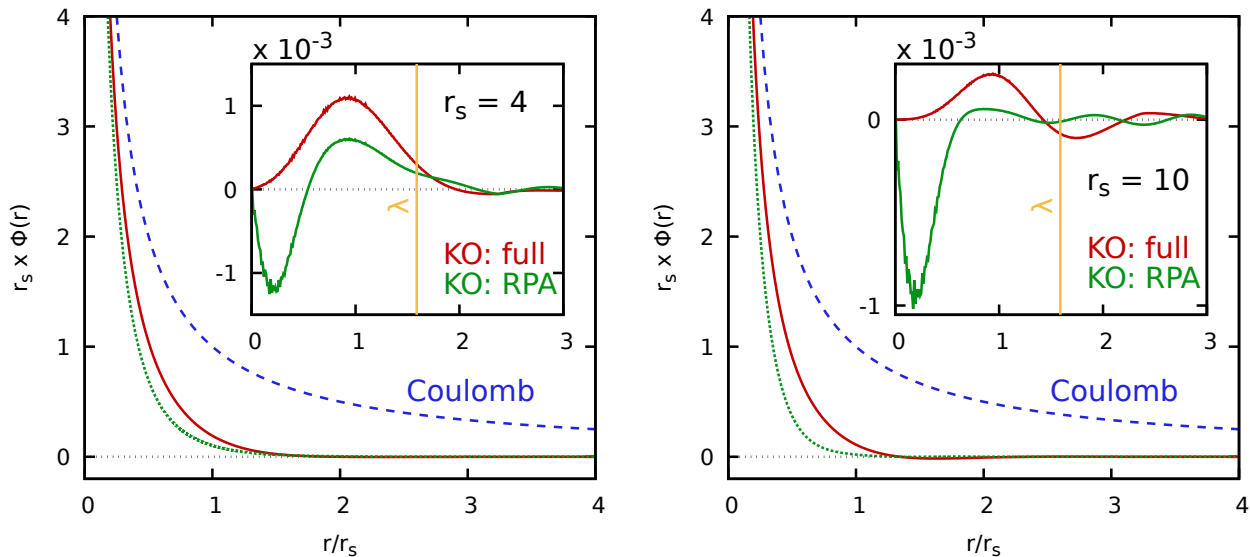 4
3
2
1
0
0 1 2 3 4
r_s x Φ(r)
r/r_s
x 10^-3
1
0
-1
0 1 2 3
r_s = 4
λ
KO: full
KO: RPA
Coulomb
4
3
2
1
0
0 1 2 3 4
r_s x Φ(r)
r/r_s
x 10^-3
0
-1
0 1 2 3
r_s = 10
λ
KO: full
KO: RPA
Coulomb